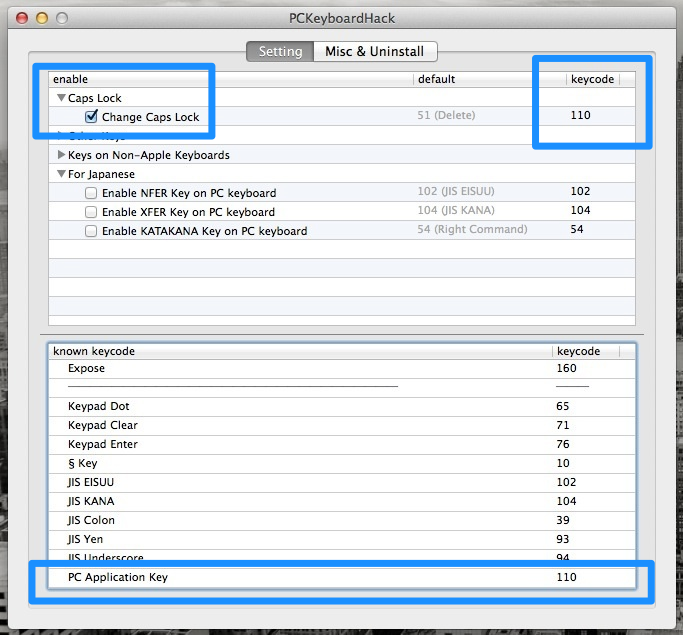 PCKeyboardHack
Setting Misc & Uninstall
enable default keycode
Caps Lock
Change Caps Lock 51 (Delete) 110
Other Keys
Keys on Non-Apple Keyboards
For Japanese
Enable NFER Key on PC keyboard 102 (JIS EISUU) 102
Enable XFER Key on PC keyboard 104 (JIS KANA) 104
Enable KATAKANA Key on PC keyboard 54 (Right Command) 54
known keycode keycode
Expose 160
Keypad Dot 65
Keypad Clear 71
Keypad Enter 76
§ Key 10
JIS EISUU 102
JIS KANA 104
JIS Colon 39
JIS Yen 93
JIS Underscore 94
PC Application Key 110